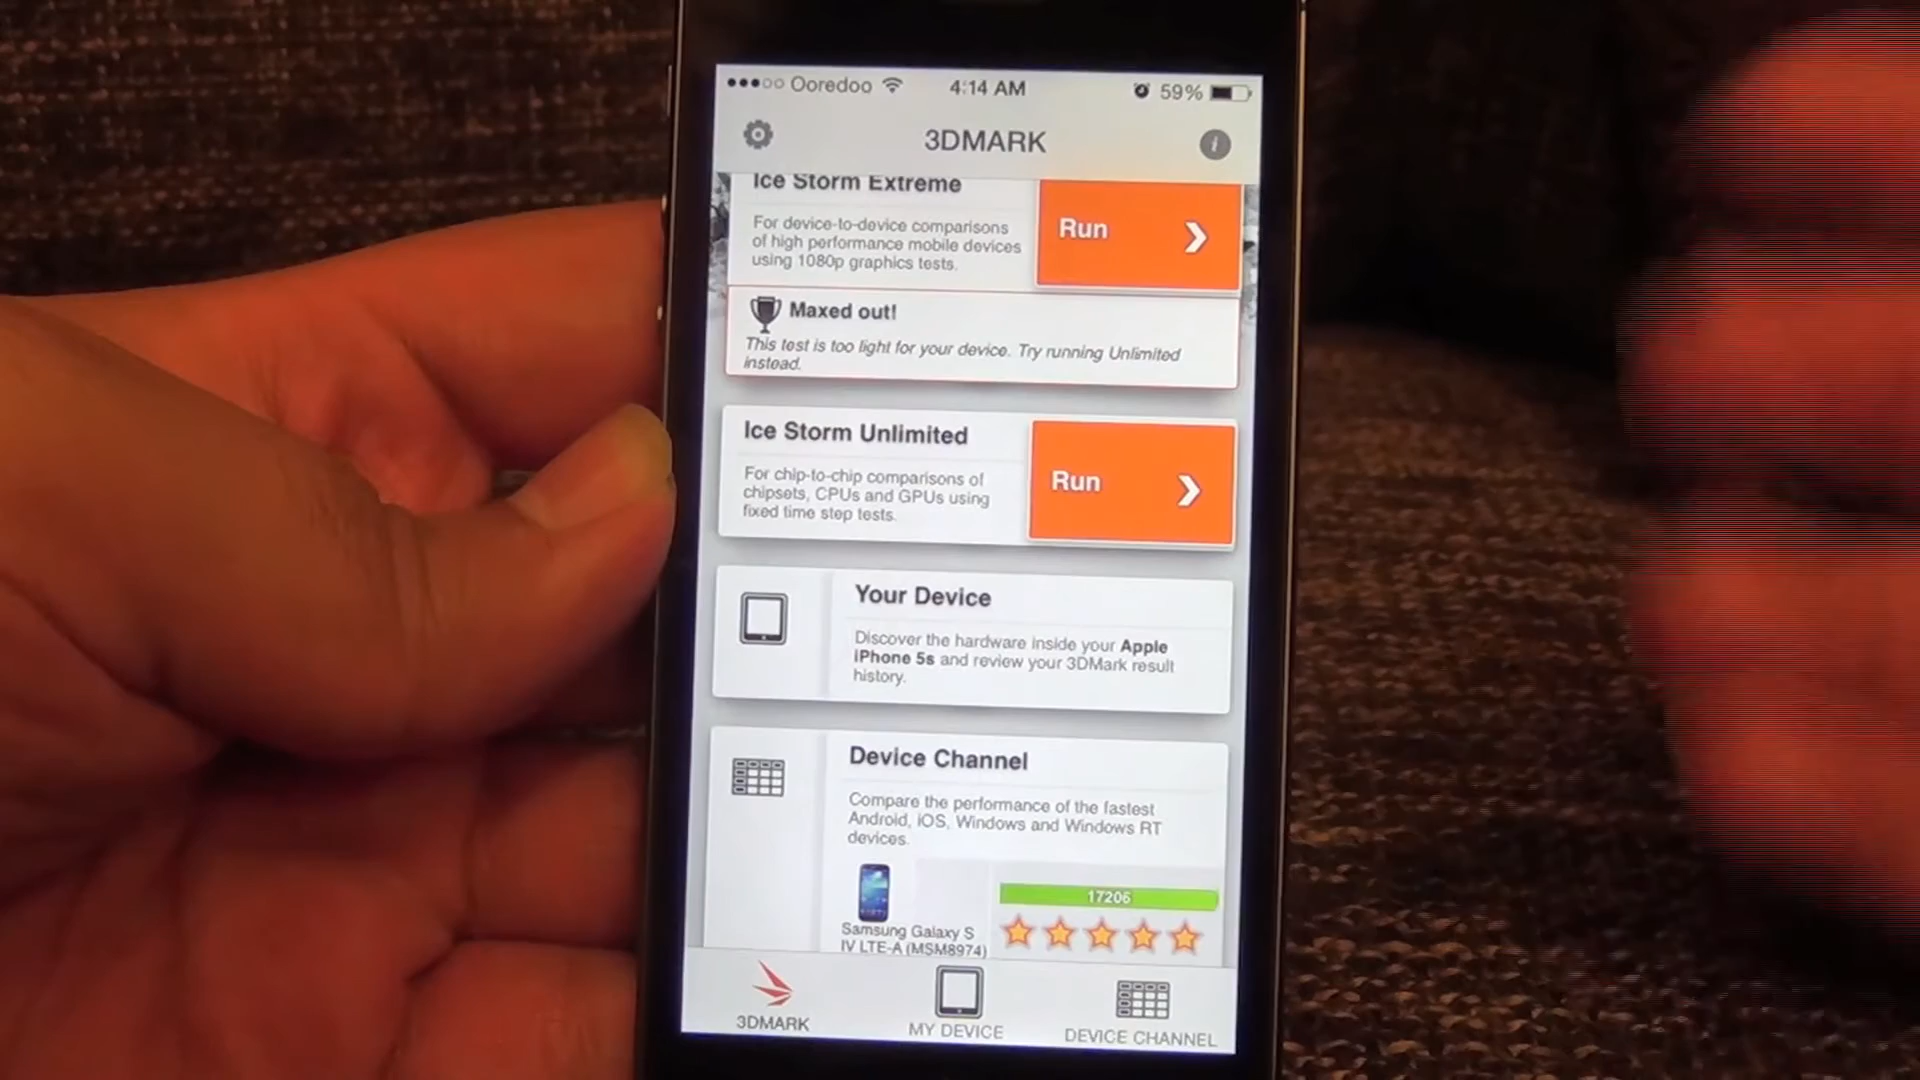 Ooredoo 4:14 AM 59%
3DMARK
Ice Storm Extreme
For device-to-device comparisons
of high performance mobile devices
using 1080p graphics tests.
Run
Maxed out!
This test is too light for your device. Try running Unlimited
instead.
Ice Storm Unlimited
For chip-to-chip comparisons of
chipsets, CPUs and GPUs using
fixed time step tests.
Run
Your Device
Discover the hardware inside your Apple
iPhone 5s and review your 3DMark result
history.
Device Channel
Compare the performance of the fastest
Android, iOS, Windows and Windows RT
devices.
17206
Samsung Galaxy S
IV LTE-A (MSM8974)
3DMARK
MY DEVICE
DEVICE CHANNEL